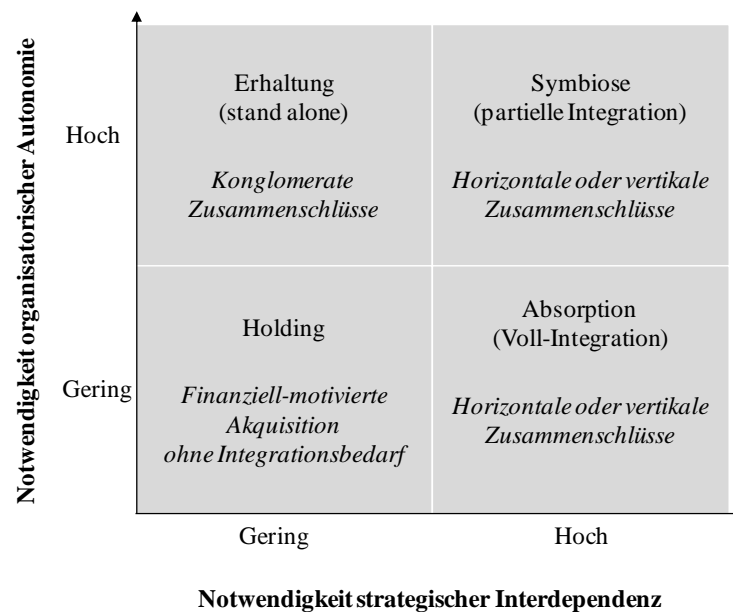 Notwendigkeit organisatorischer Autonomie
Hoch
Erhaltung
(stand alone)
Konglomerate
Zusammenschlüsse
Symbiose
(partielle Integration)
Horizontale oder vertikale
Zusammenschlüsse
Gering
Holding
Finanziell-motivierte
Akquisition
ohne Integrationsbedarf
Absorption
(Voll-Integration)
Horizontale oder vertikale
Zusammenschlüsse
Gering
Hoch
Notwendigkeit strategischer Interdependenz